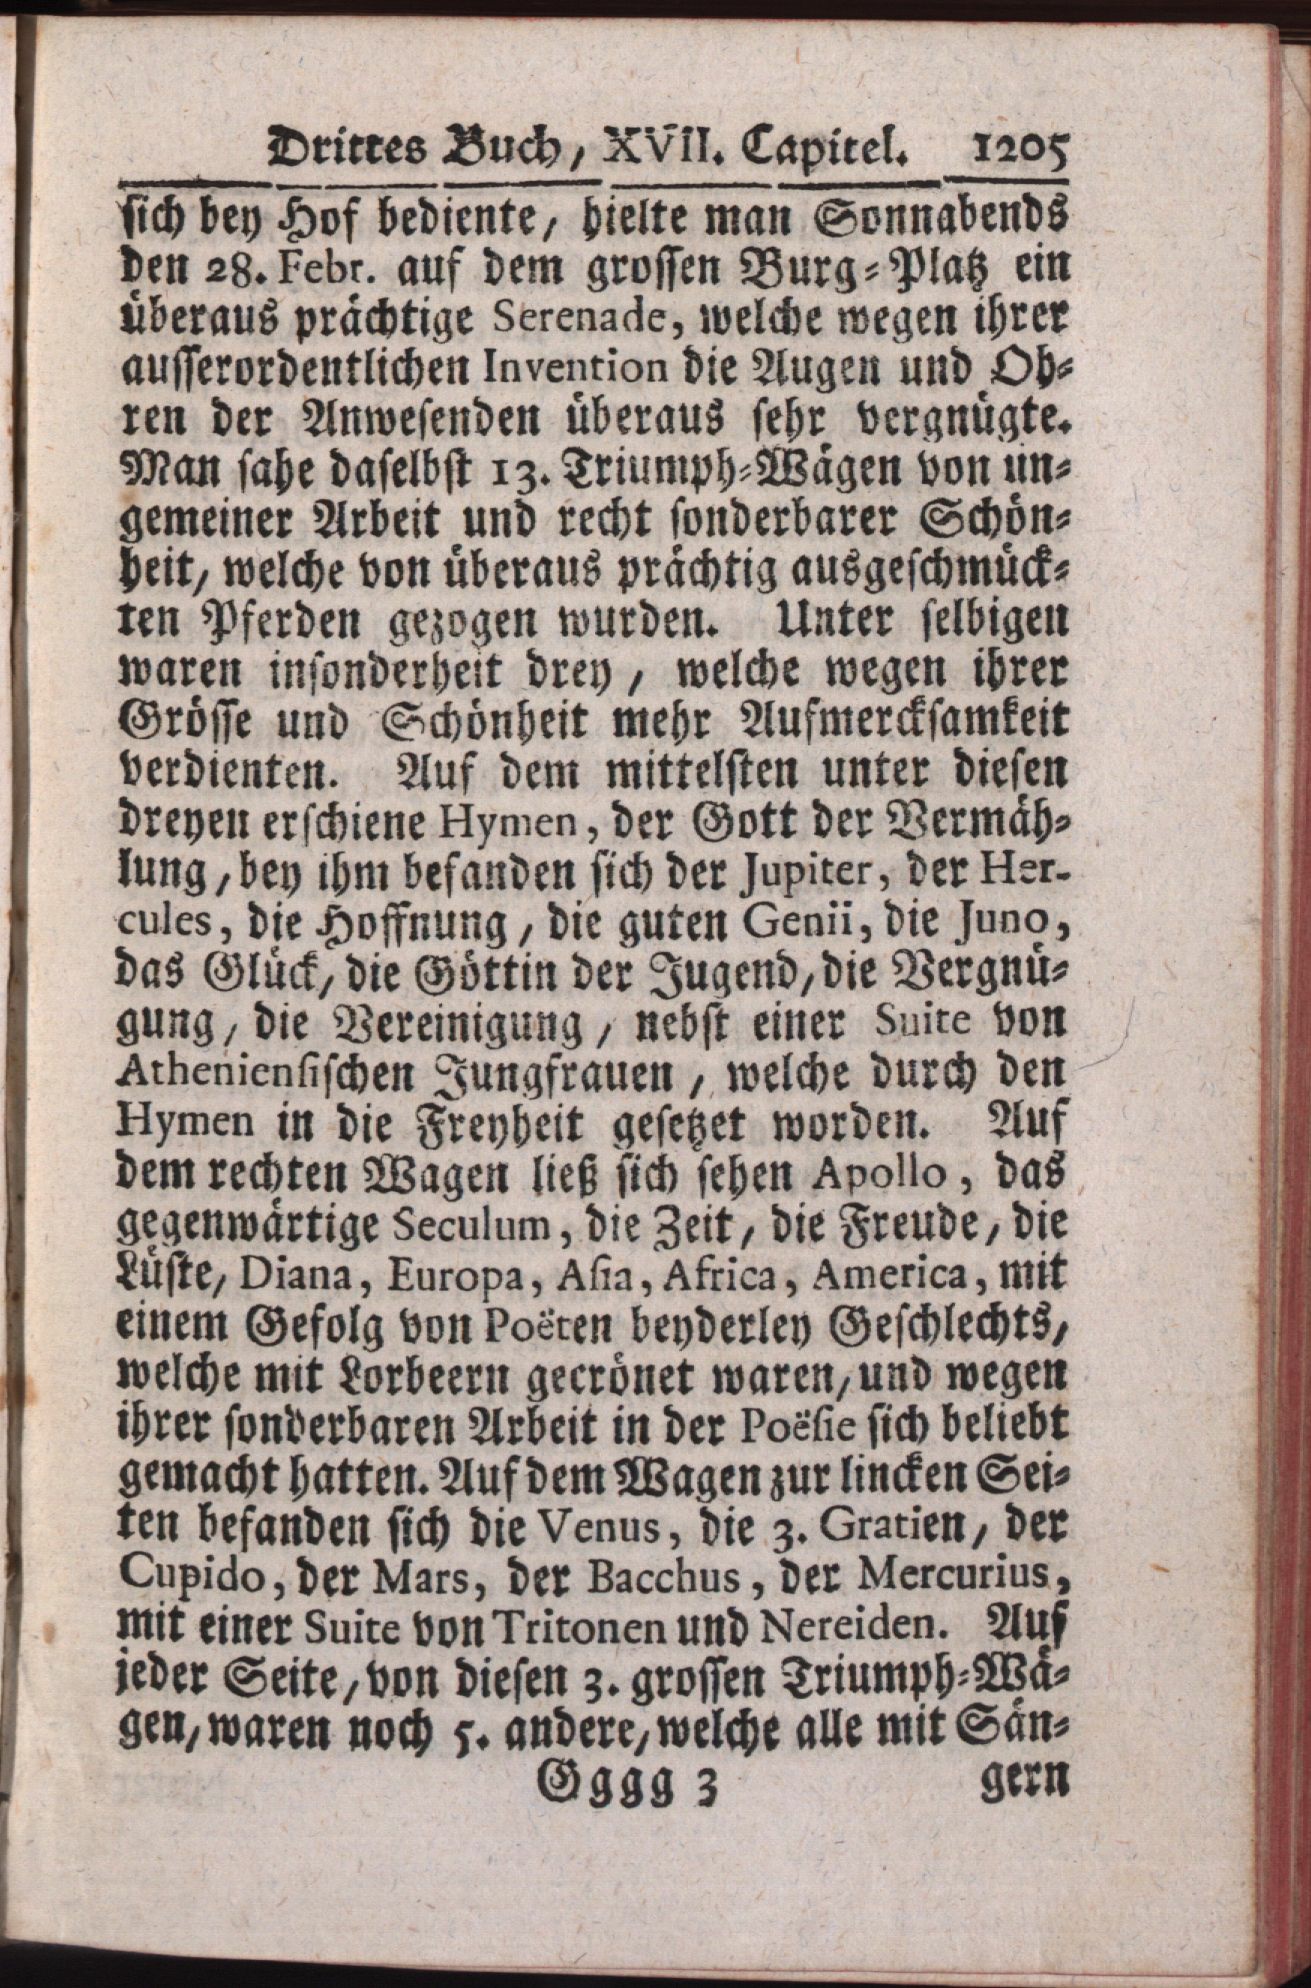 Drittes Buch, XVII. Capitel. 1205
sich bey Hof bediente, hielte man Sonnabends
den 28. Febr. auf dem grossen Burg-Platz ein
überaus prächtige Serenade, welche wegen ihrer
ausserordentlichen Invention die Augen und Oh-
ren der Anwesenden überaus sehr vergnügte.
Man sahe daselbst 13. Triumph-Wägen von un-
gemeiner Arbeit und recht sonderbarer Schön-
heit, welche von überaus prächtig ausgeschmück-
ten Pferden gezogen wurden. Unter selbigen
waren insonderheit drey, welche wegen ihrer
Grösse und Schönheit mehr Aufmercksamkeit
verdienten. Auf dem mittelsten unter diesen
dreyen erschiene Hymen, der Gott der Vermäh-
lung, bey ihm befanden sich der Jupiter, der Her-
cules, die Hoffnung, die guten Genii, die Juno,
das Glück, die Göttin der Jugend, die Vergnü-
gung, die Vereinigung, nebst einer Suite von
Atheniensischen Jungfrauen, welche durch den
Hymen in die Freyheit gesetzet worden. Auf
dem rechten Wagen ließ sich sehen Apollo, das
gegenwärtige Seculum, die Zeit, die Freude, die
Lüste, Diana, Europa, Asia, Africa, America, mit
einem Gefolg von Poëten beyderley Geschlechts,
welche mit Lorbeern gecrönet waren, und wegen
ihrer sonderbaren Arbeit in der Poësie sich beliebt
gemacht hatten. Auf dem Wagen zur lincken Sei-
ten befanden sich die Venus, die 3. Gratien, der
Cupido, der Mars, der Bacchus, der Mercurius,
mit einer Suite von Tritonen und Nereiden. Auf
jeder Seite, von diesen 3. grossen Triumph-Wä-
gen, waren noch 5. andere, welche alle mit Sän-
Gggg 3 gern